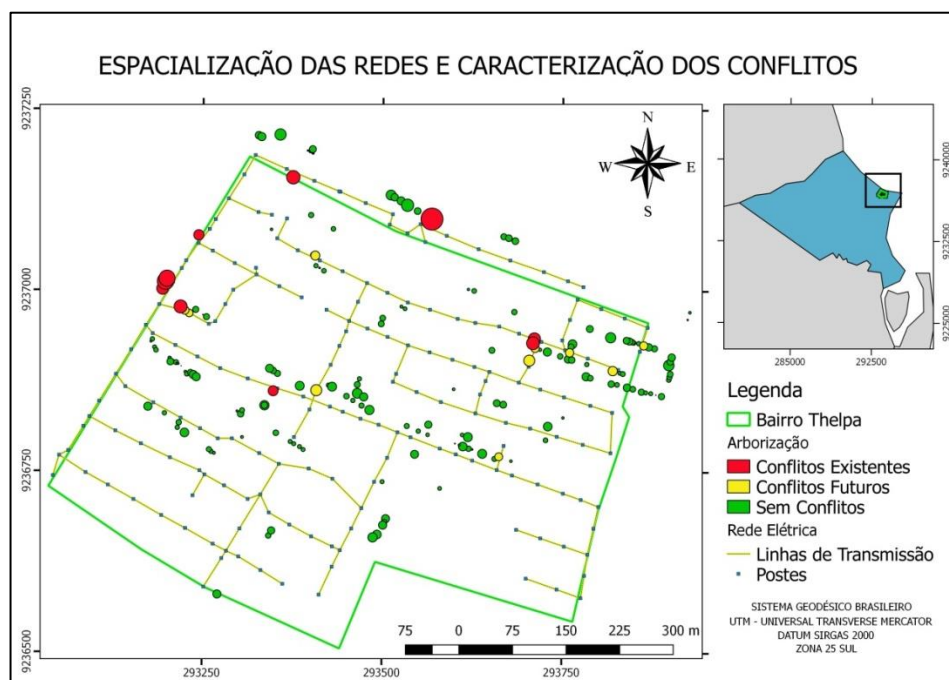 ESPACIALIZAÇÃO DAS REDES E CARACTERIZAÇÃO DOS CONFLITOS
9237250
9237000
9236750
9236500
293250
293500
293750
N
W
E
S
75 0 75 150 225 300 m
9240000
9232500
9225000
285000
292500
Legenda
Bairro Thelpa
Arborização
Conflitos Existentes
Conflitos Futuros
Sem Conflitos
Rede Elétrica
Linhas de Transmissão
Postes
SISTEMA GEODÉSICO BRASILEIRO
UTM - UNIVERSAL TRANSVERSE MERCATOR
DATUM SIRGAS 2000
ZONA 25 SUL